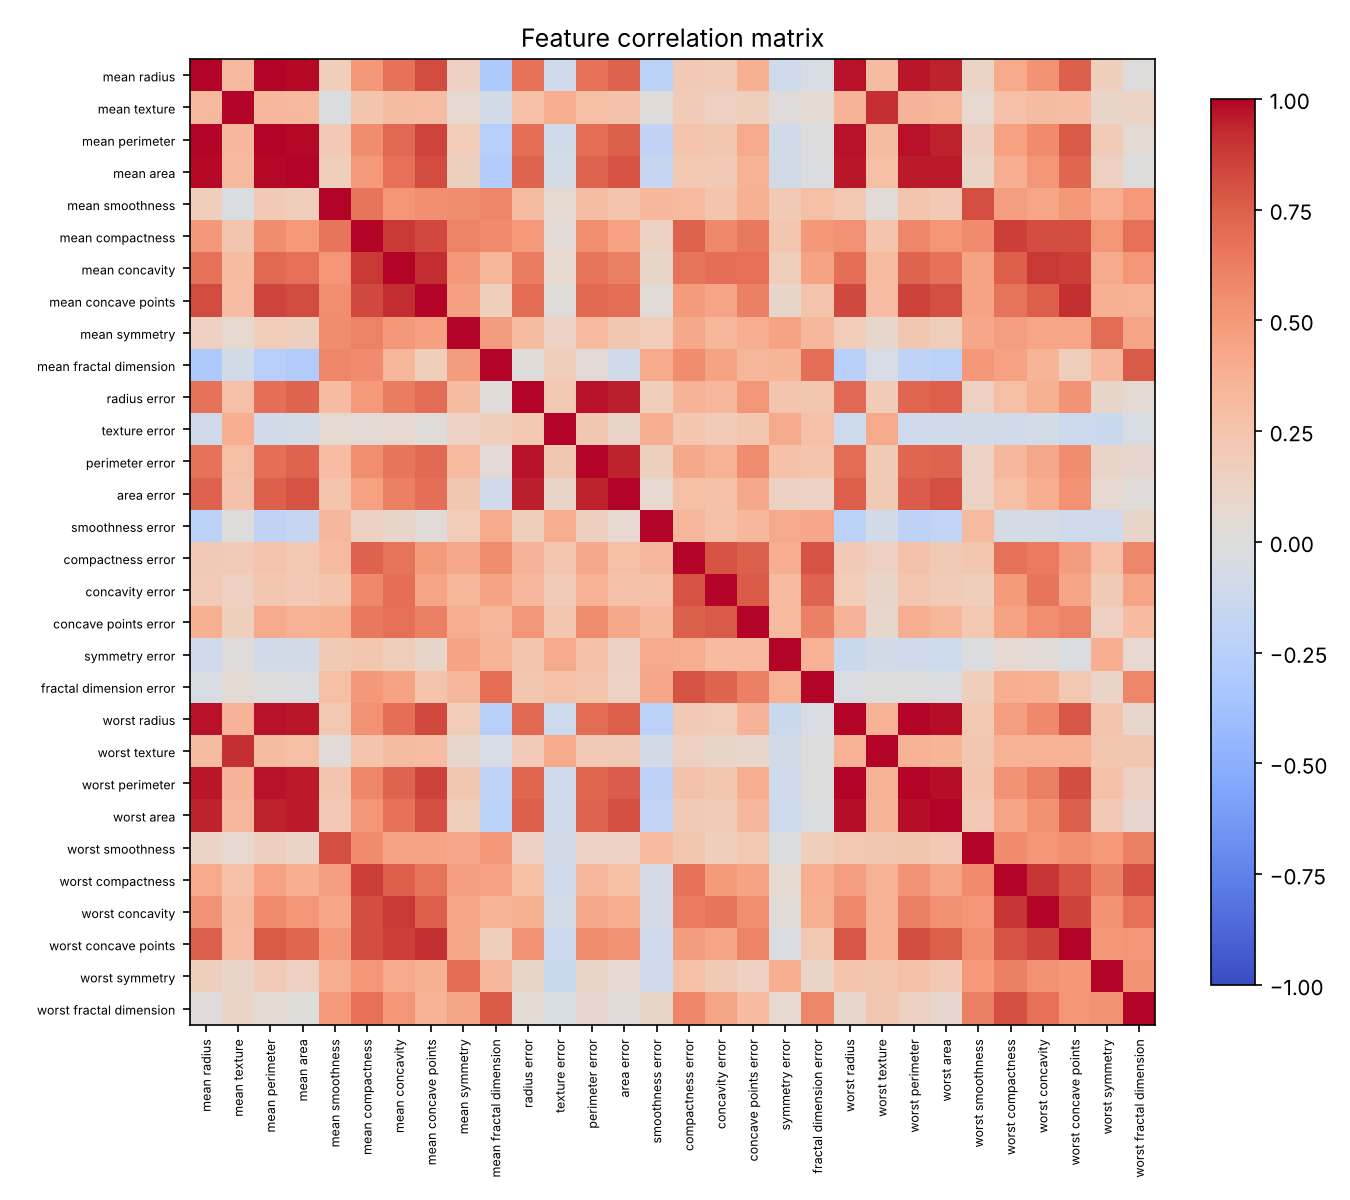 Feature correlation matrix
mean radius
mean texture
mean perimeter
mean area
mean smoothness
mean compactness
mean concavity
mean concave points
mean symmetry
mean fractal dimension
radius error
texture error
perimeter error
area error
smoothness error
compactness error
concavity error
concave points error
symmetry error
fractal dimension error
worst radius
worst texture
worst perimeter
worst area
worst smoothness
worst compactness
worst concavity
worst concave points
worst symmetry
worst fractal dimension
mean radius
mean texture
mean perimeter
mean area
mean smoothness
mean compactness
mean concavity
mean concave points
mean symmetry
mean fractal dimension
radius error
texture error
perimeter error
area error
smoothness error
compactness error
concavity error
concave points error
symmetry error
fractal dimension error
worst radius
worst texture
worst perimeter
worst area
worst smoothness
worst compactness
worst concavity
worst concave points
worst symmetry
worst fractal dimension
1.00
0.75
0.50
0.25
0.00
−0.25
−0.50
−0.75
−1.00